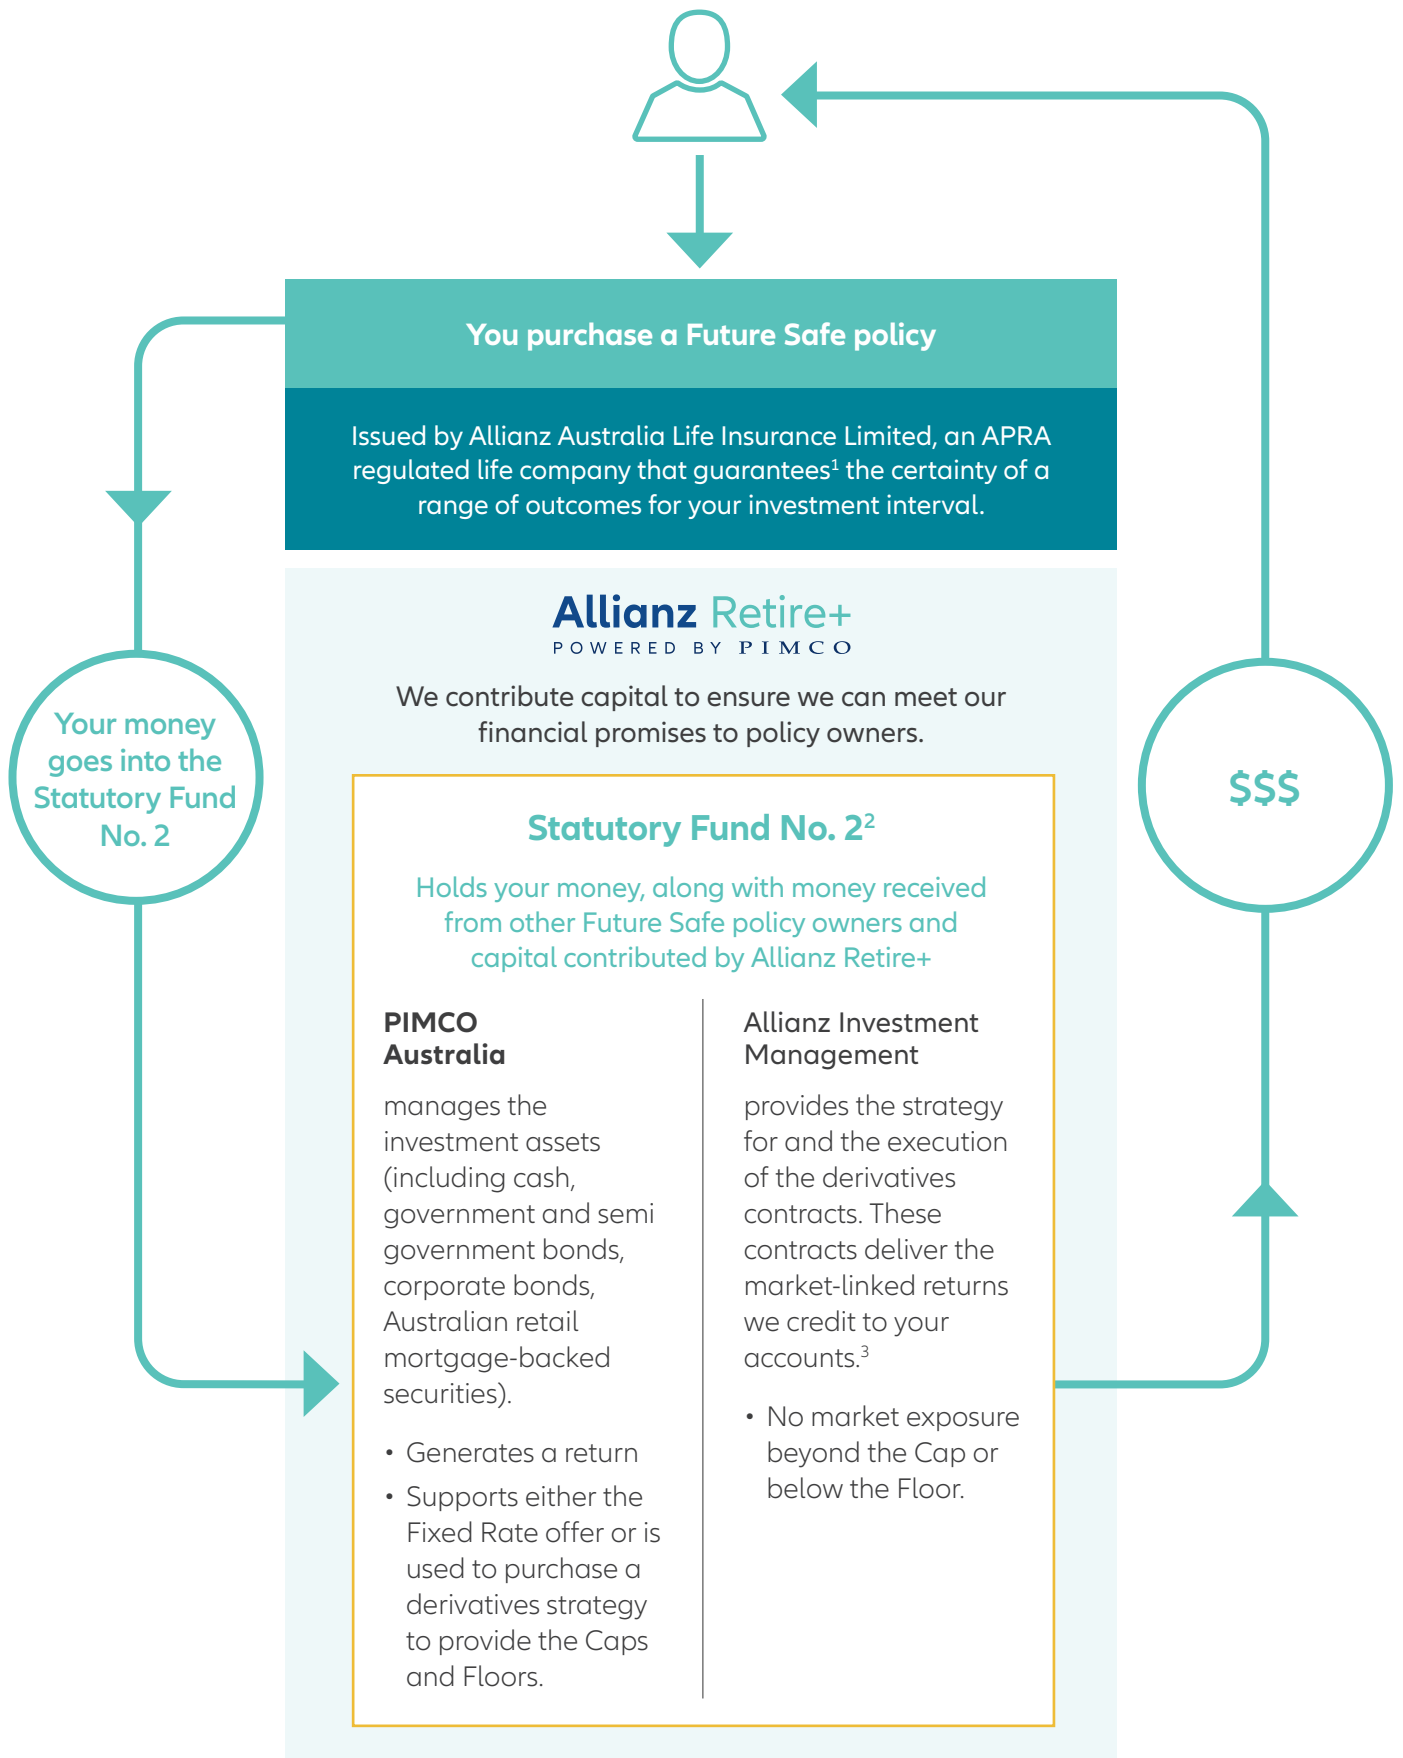 You purchase a Future Safe policy
Issued by Allianz Australia Life Insurance Limited, an APRA
regulated life company that guarantees¹ the certainty of a
range of outcomes for your investment interval.
Allianz Retire+
POWERED BY PIMCO
We contribute capital to ensure we can meet our
financial promises to policy owners.
Your money
goes into the
Statutory Fund
No. 2
$$$
Statutory Fund No. 2²
Holds your money, along with money received
from other Future Safe policy owners and
capital contributed by Allianz Retire+
PIMCO
Australia
manages the
investment assets
(including cash,
government and semi
government bonds,
corporate bonds,
Australian retail
mortgage-backed
securities).
• Generates a return
• Supports either the
Fixed Rate offer or is
used to purchase a
derivatives strategy
to provide the Caps
and Floors.
Allianz Investment
Management
provides the strategy
for and the execution
of the derivatives
contracts. These
contracts deliver the
market-linked returns
we credit to your
accounts.³
• No market exposure
beyond the Cap or
below the Floor.